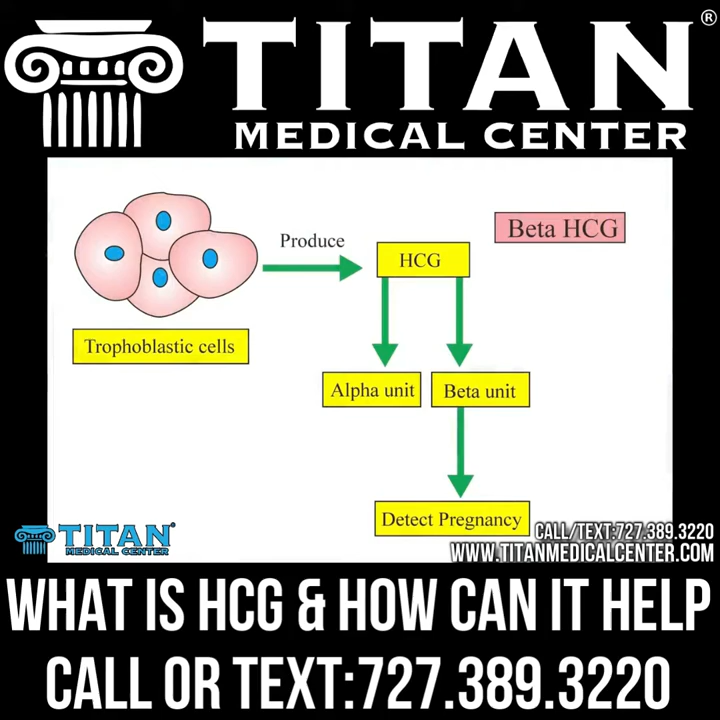 TITAN®
MEDICAL CENTER
Beta HCG
Produce
HCG
Trophoblastic cells
Alpha unit
Beta unit
Detect Pregnancy
TITAN®
MEDICAL CENTER
CALL/TEXT:727.389.3220
WWW.TITANMEDICALCENTER.COM
WHAT IS HCG & HOW CAN IT HELP
CALL OR TEXT:727.389.3220